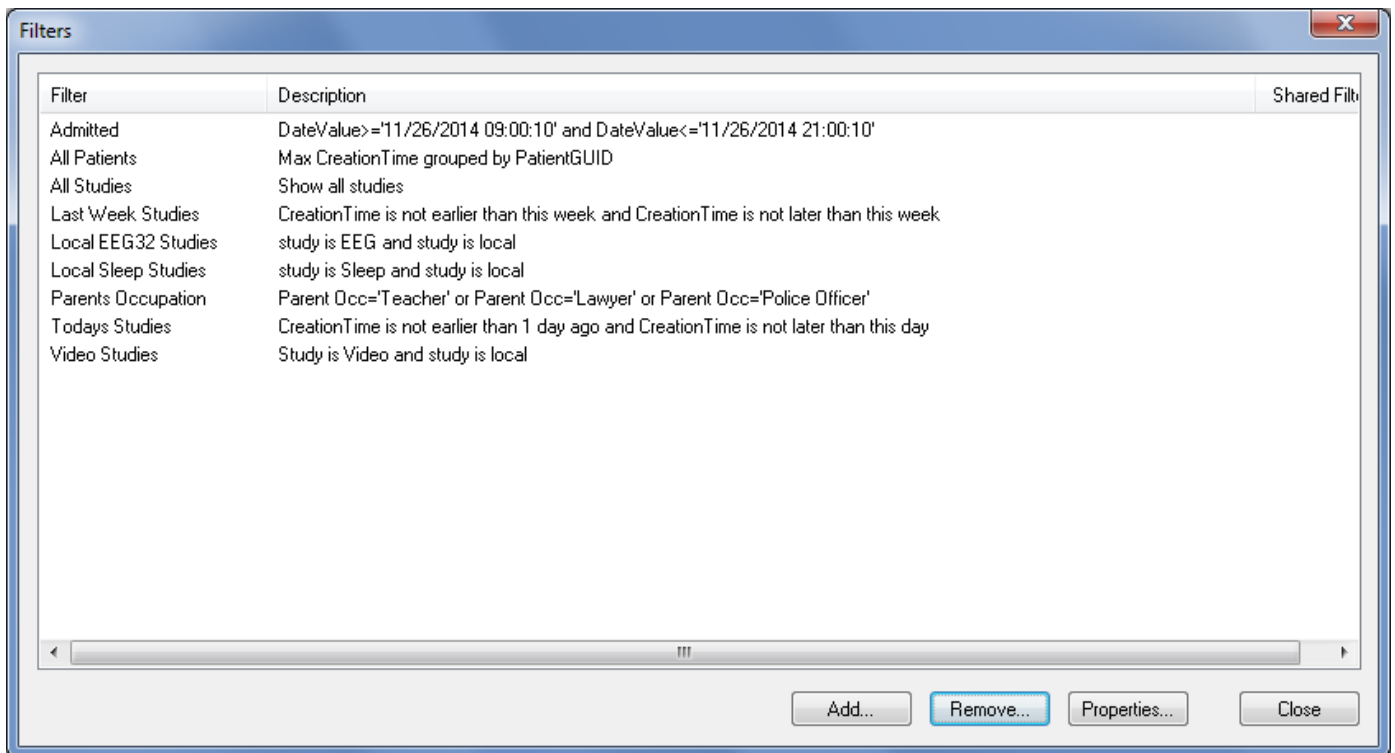 Filters
Filter Description Shared Filt
Admitted DateValue>='11/26/2014 09:00:10' and DateValue<='11/26/2014 21:00:10'
All Patients Max CreationTime grouped by PatientGUID
All Studies Show all studies
Last Week Studies CreationTime is not earlier than this week and CreationTime is not later than this week
Local EEG32 Studies study is EEG and study is local
Local Sleep Studies study is Sleep and study is local
Parents Occupation Parent Occ='Teacher' or Parent Occ='Lawyer' or Parent Occ='Police Officer'
Todays Studies CreationTime is not earlier than 1 day ago and CreationTime is not later than this day
Video Studies Study is Video and study is local
Add... Remove... Properties... Close